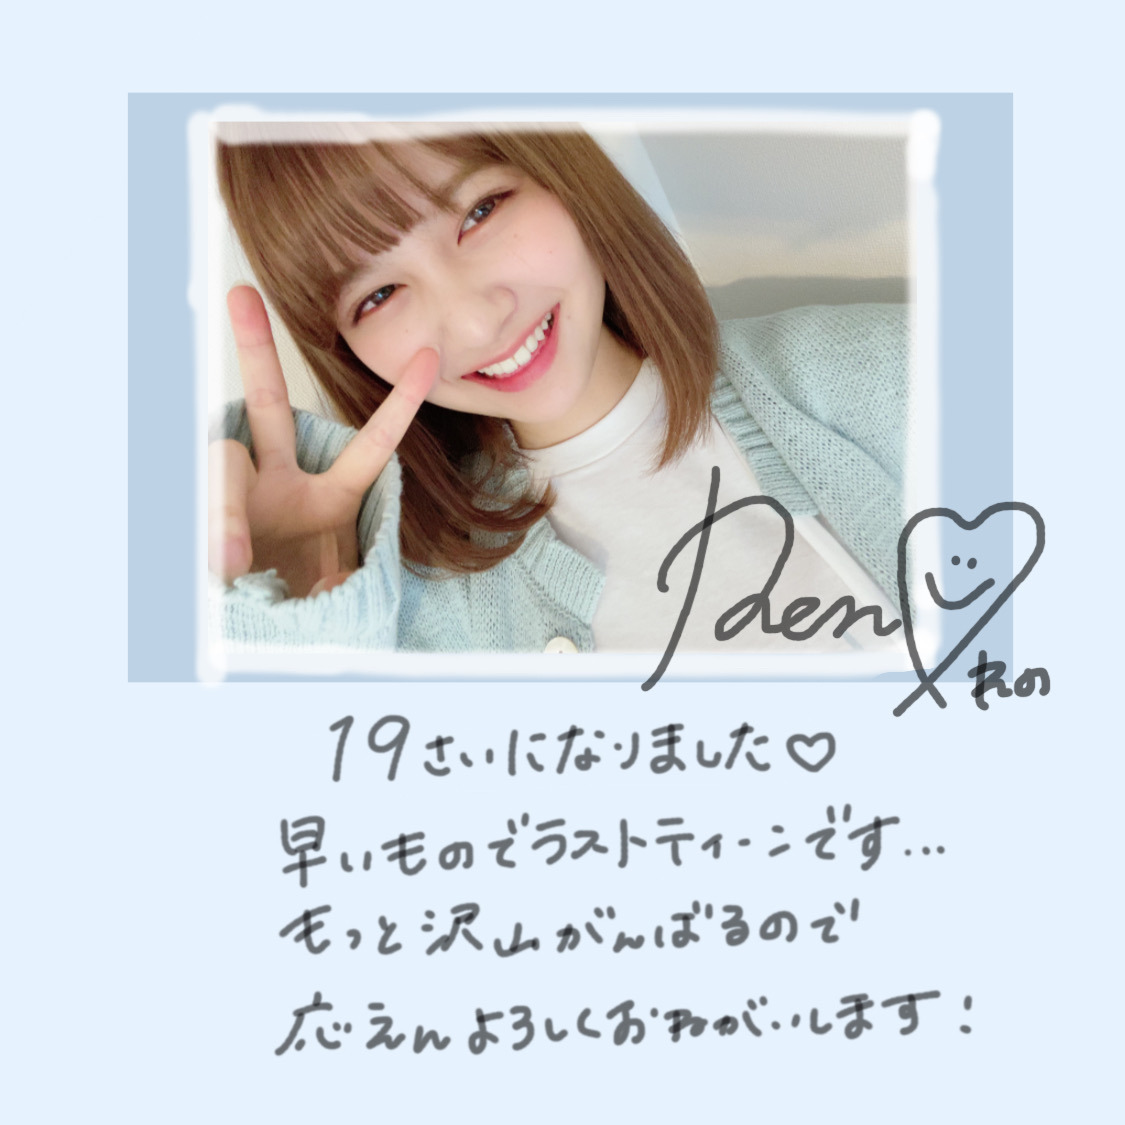 れの
19さいになりました♡
早いものでラストティーンです...
もっと沢山がんばるので
応えんよろしくおねがいします!